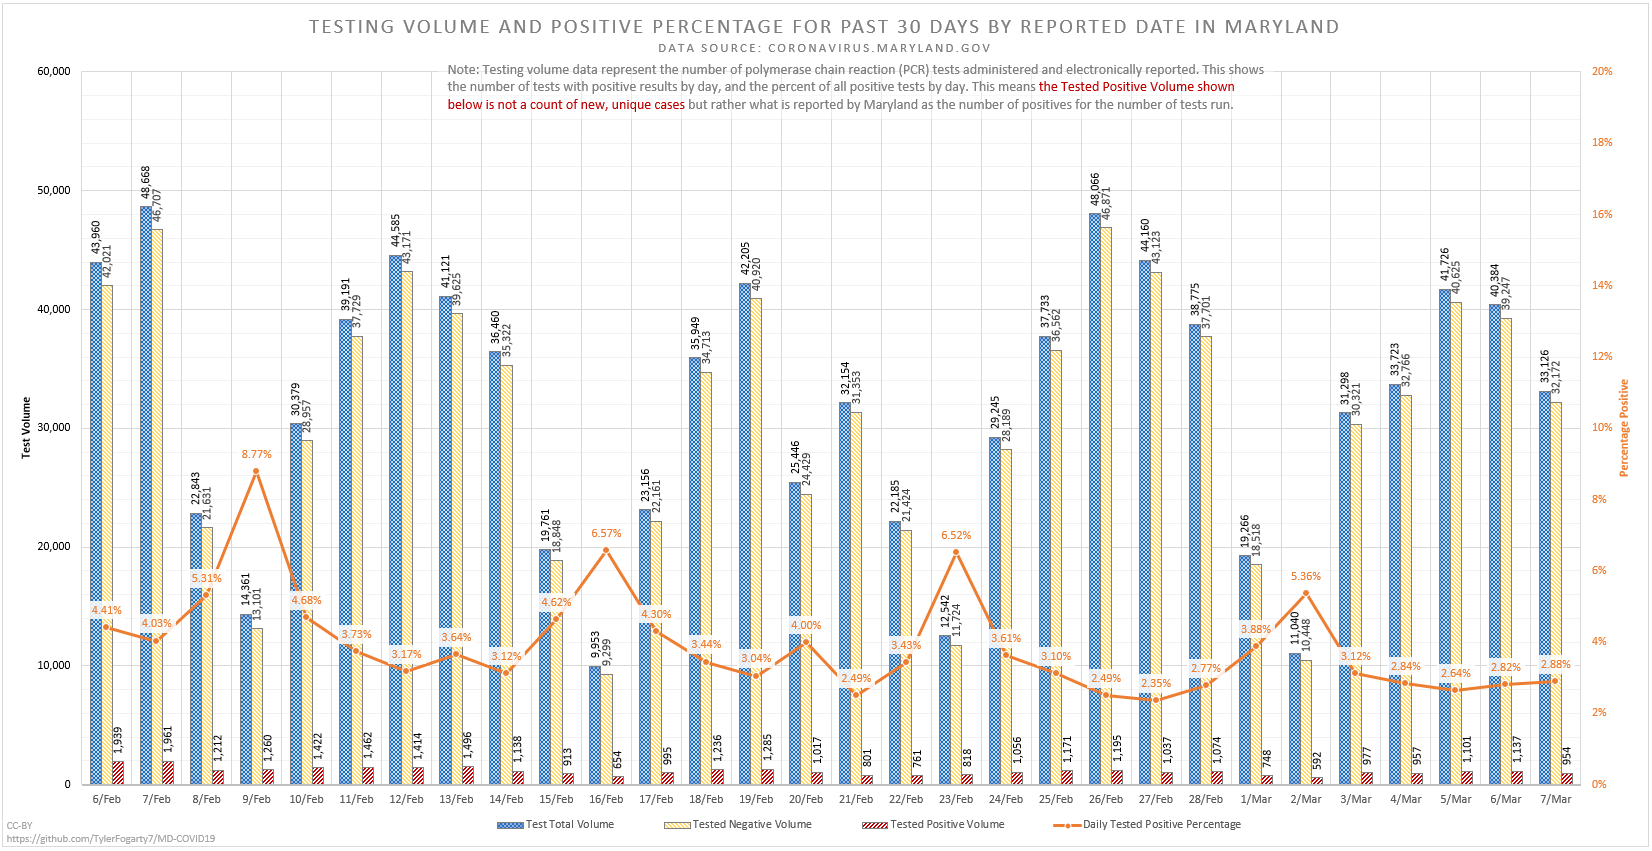 TESTING VOLUME AND POSITIVE PERCENTAGE FOR PAST 30 DAYS BY REPORTED DATE IN MARYLAND
DATA SOURCE: CORONAVIRUS.MARYLAND.GOV
Note: Testing volume data represent the number of polymerase chain reaction (PCR) tests administered and electronically reported. This shows
the number of tests with positive results by day, and the percent of all positive tests by day. This means the Tested Positive Volume shown
below is not a count of new, unique cases but rather what is reported by Maryland as the number of positives for the number of tests run.
Test Volume
60,000
50,000
40,000
30,000
20,000
10,000
0
43,960 42,021 1,939 4.41%
48,668 46,707 1,961 4.03%
22,843 21,631 1,212 5.31%
14,361 13,101 1,260 8.77%
30,379 28,957 1,422 4.68%
39,191 37,729 1,462 3.73%
44,585 43,171 1,414 3.17%
41,121 39,625 1,496 3.64%
36,460 35,322 1,138 3.12%
19,761 18,848 913 4.62%
9,953 9,299 654 6.57%
23,156 22,161 995 4.30%
35,949 34,713 1,236 3.44%
42,205 40,920 1,285 3.04%
25,446 24,429 1,017 4.00%
32,154 31,353 801 2.49%
22,185 21,424 761 3.43%
12,542 11,724 818 6.52%
29,245 28,189 1,056 3.61%
37,733 36,562 1,171 3.10%
48,066 46,871 1,195 2.49%
44,160 43,123 1,037 2.35%
38,775 37,701 1,074 2.77%
19,266 18,518 748 3.88%
11,040 10,448 592 5.36%
31,298 30,321 977 3.12%
33,723 32,766 957 2.84%
41,726 40,625 1,101 2.64%
40,384 39,247 1,137 2.82%
33,126 32,172 954 2.88%
20%
18%
16%
14%
12%
10%
8%
6%
4%
2%
0%
Percentage Positive
6/Feb 7/Feb 8/Feb 9/Feb 10/Feb 11/Feb 12/Feb 13/Feb 14/Feb 15/Feb 16/Feb 17/Feb 18/Feb 19/Feb 20/Feb 21/Feb 22/Feb 23/Feb 24/Feb 25/Feb 26/Feb 27/Feb 28/Feb 1/Mar 2/Mar 3/Mar 4/Mar 5/Mar 6/Mar 7/Mar
Test Total Volume Tested Negative Volume Tested Positive Volume Daily Tested Positive Percentage
CC-BY
https://github.com/TylerFogarty7/MD-COVID19